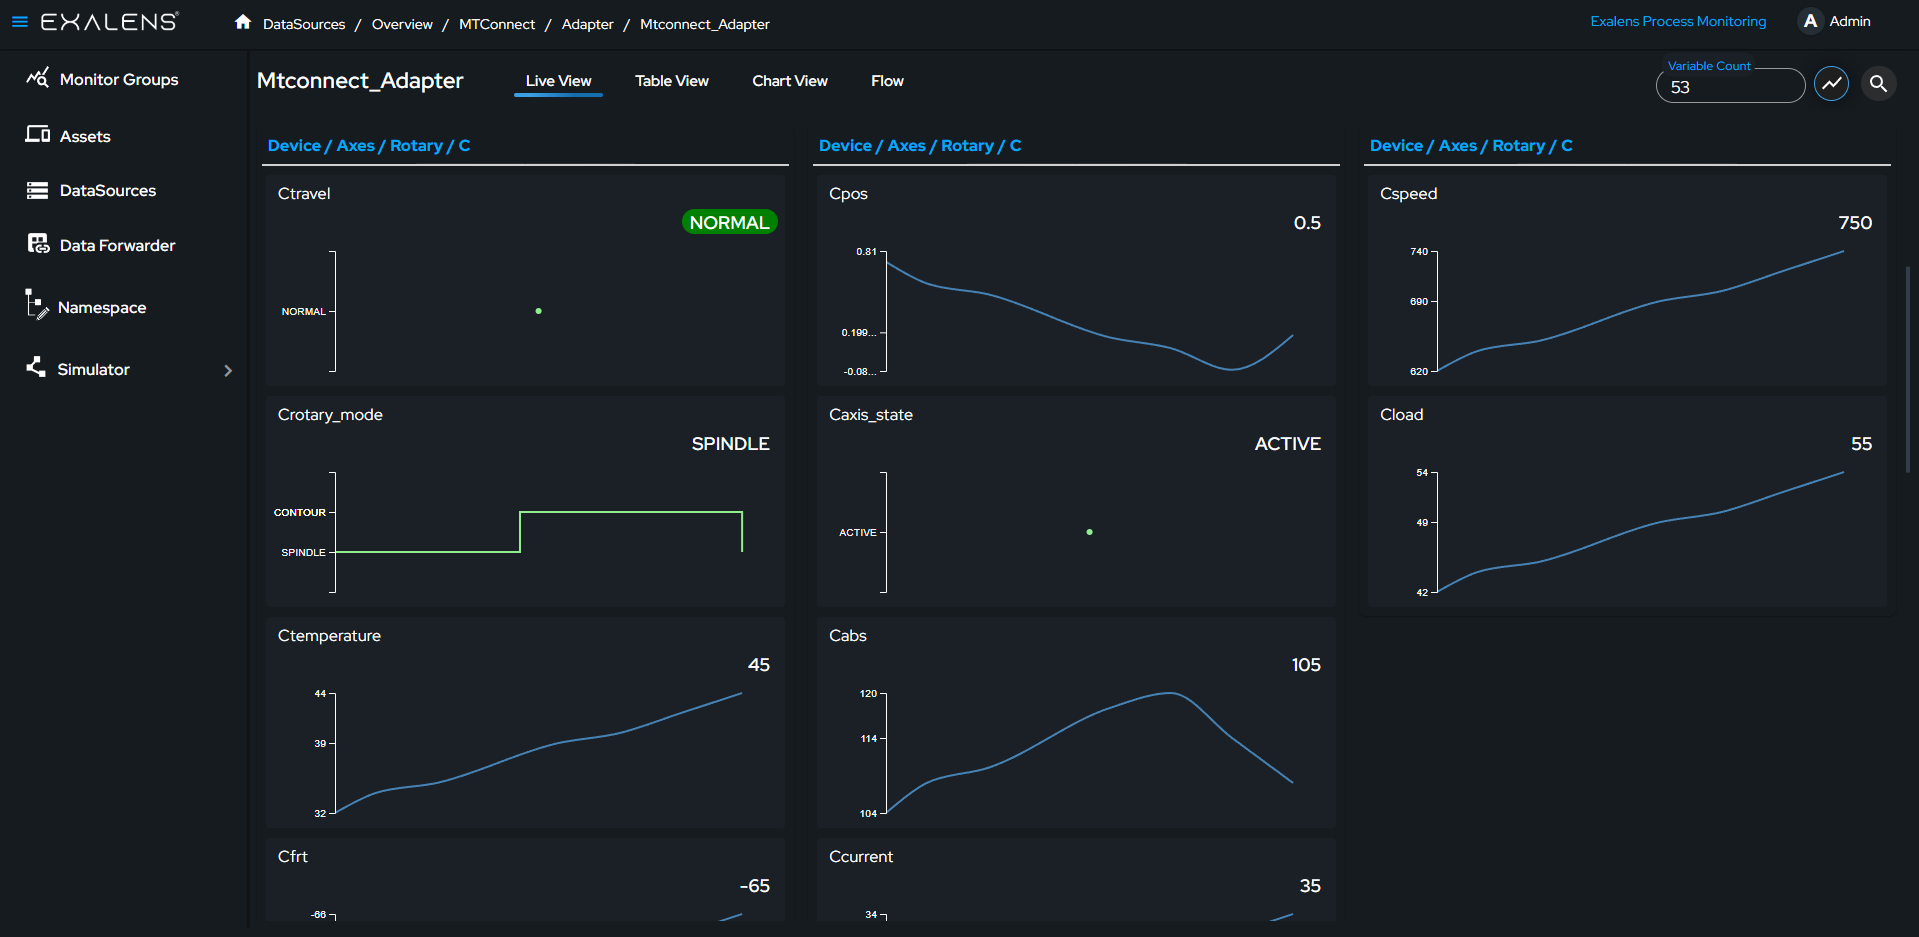 EXALENS®
DataSources / Overview / MTConnect / Adapter / Mtconnect_Adapter
Exalens Process Monitoring
A Admin
Monitor Groups
Assets
DataSources
Data Forwarder
Namespace
Simulator
Mtconnect_Adapter
Live View
Table View
Chart View
Flow
Variable Count
53
Device / Axes / Rotary / C
Ctravel
NORMAL
NORMAL
Crotary_mode
SPINDLE
CONTOUR
SPINDLE
Ctemperature
45
44
39
32
Cfrt
-65
-66
Device / Axes / Rotary / C
Cpos
0.5
0.81
0.199...
-0.08...
Caxis_state
ACTIVE
ACTIVE
Cabs
105
120
114
104
Ccurrent
35
34
Device / Axes / Rotary / C
Cspeed
750
740
690
620
Cload
55
54
49
42